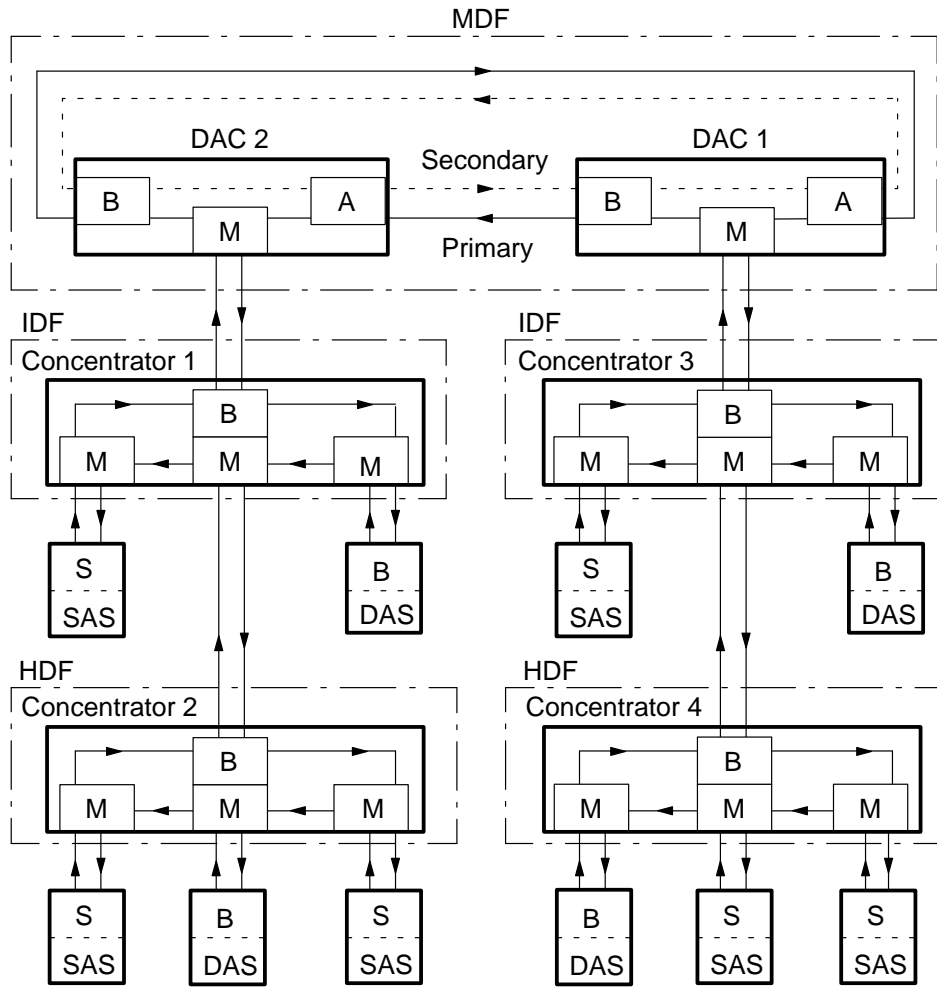 MDF
DAC 2
DAC 1
Secondary
B
A
B
A
M
M
Primary
IDF
IDF
Concentrator 1
Concentrator 3
B
B
M
M
M
M
M
M
S
SAS
B
DAS
S
SAS
B
DAS
HDF
HDF
Concentrator 2
Concentrator 4
B
B
M
M
M
M
M
M
S
SAS
B
DAS
S
SAS
B
DAS
S
SAS
S
SAS